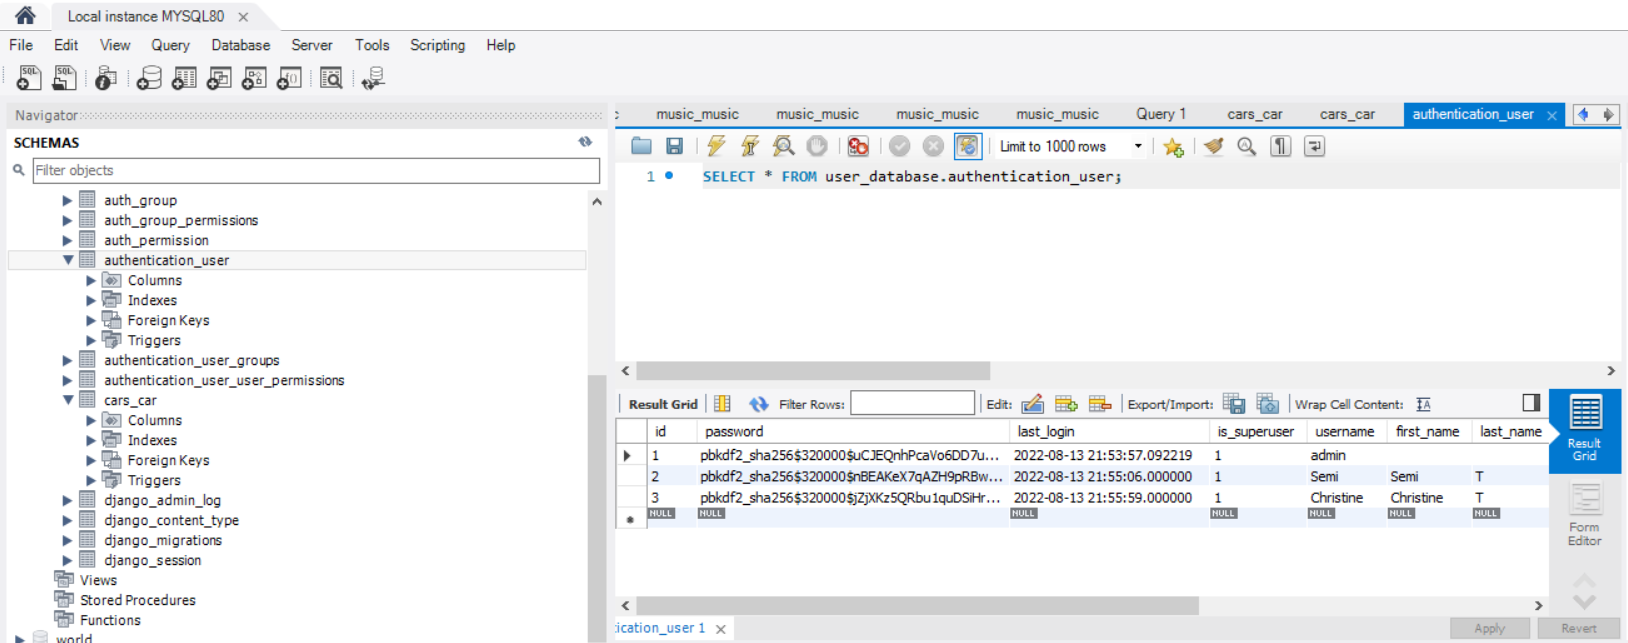 Local instance MYSQL80
File Edit View Query Database Server Tools Scripting Help
Navigator
SCHEMAS
Filter objects
auth_group
auth_group_permissions
auth_permission
authentication_user
Columns
Indexes
Foreign Keys
Triggers
authentication_user_groups
authentication_user_user_permissions
cars_car
Columns
Indexes
Foreign Keys
Triggers
django_admin_log
django_content_type
django_migrations
django_session
Views
Stored Procedures
Functions
world
music_music music_music music_music music_music Query 1 cars_car cars_car authentication_user
Limit to 1000 rows
1 SELECT * FROM user_database.authentication_user;
Result Grid Filter Rows: Edit: Export/Import: Wrap Cell Content:
id password last_login is_superuser username first_name last_name
1 pbkdf2_sha256$320000$uCJEQnhPcaVo6DD7u... 2022-08-13 21:53:57.092219 1 admin
2 pbkdf2_sha256$320000$nBEAKeX7qAZH9pRBw... 2022-08-13 21:55:06.000000 1 Semi Semi T
3 pbkdf2_sha256$320000$jZjXKz5QRbu1quDSiHr... 2022-08-13 21:55:59.000000 1 Christine Christine T
NULL NULL NULL NULL NULL NULL NULL
Result
Grid
Form
Editor
ication_user 1
Apply Revert